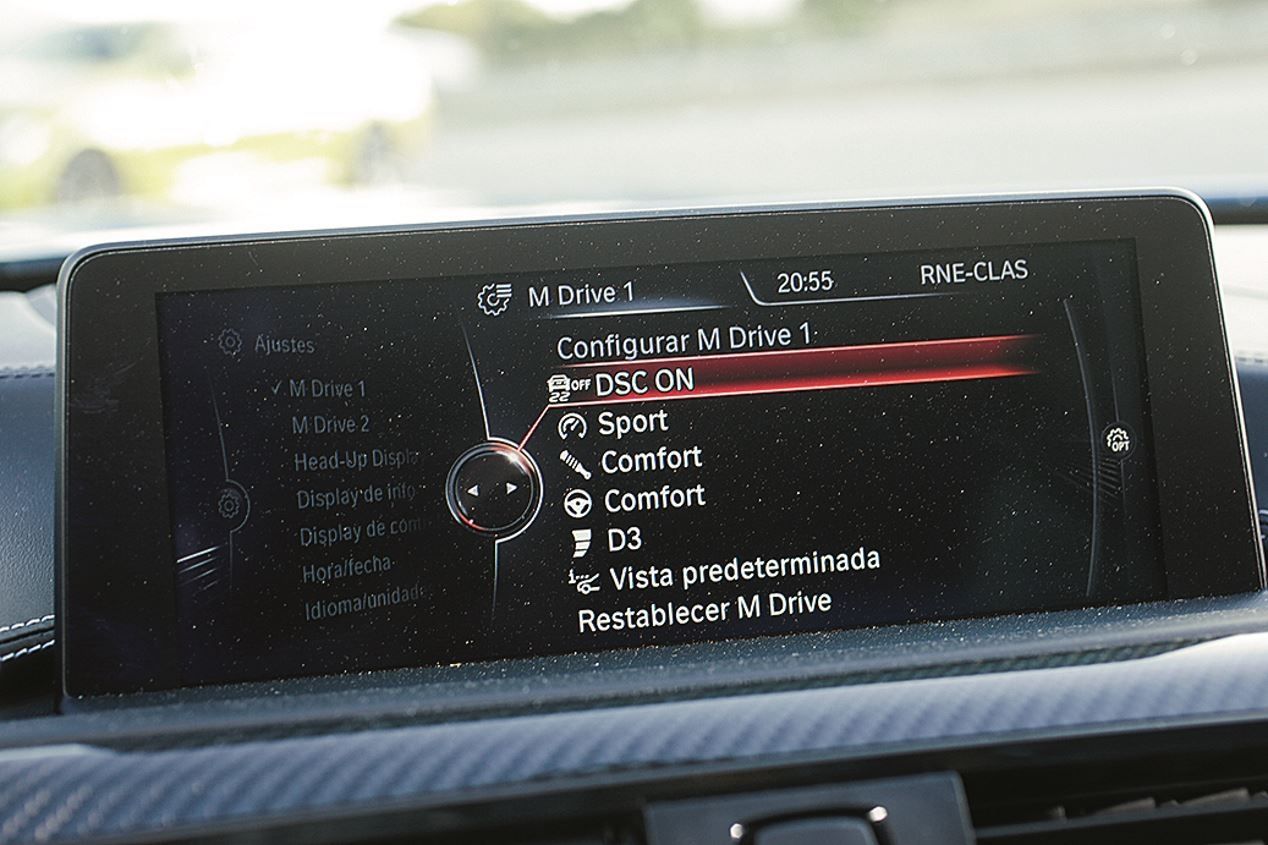 M Drive 1
20:55
RNE-CLAS
Ajustes
✓ M Drive 1
M Drive 2
Head-Up Displ
Display de info
Display de cont
Hora/fecha
Idioma/unidade
Configurar M Drive 1
OFF DSC ON
Sport
Comfort
Comfort
D3
Vista predeterminada
Restablecer M Drive
OPT